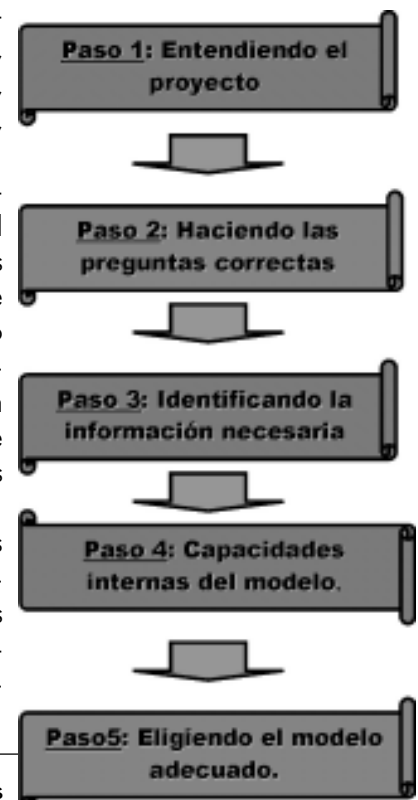 Paso 1: Entendiendo el
proyecto
Paso 2: Haciendo las
preguntas correctas
Paso 3: Identificando la
información necesaria
Paso 4: Capacidades
internas del modelo.
Paso5: Eligiendo el modelo
adecuado.